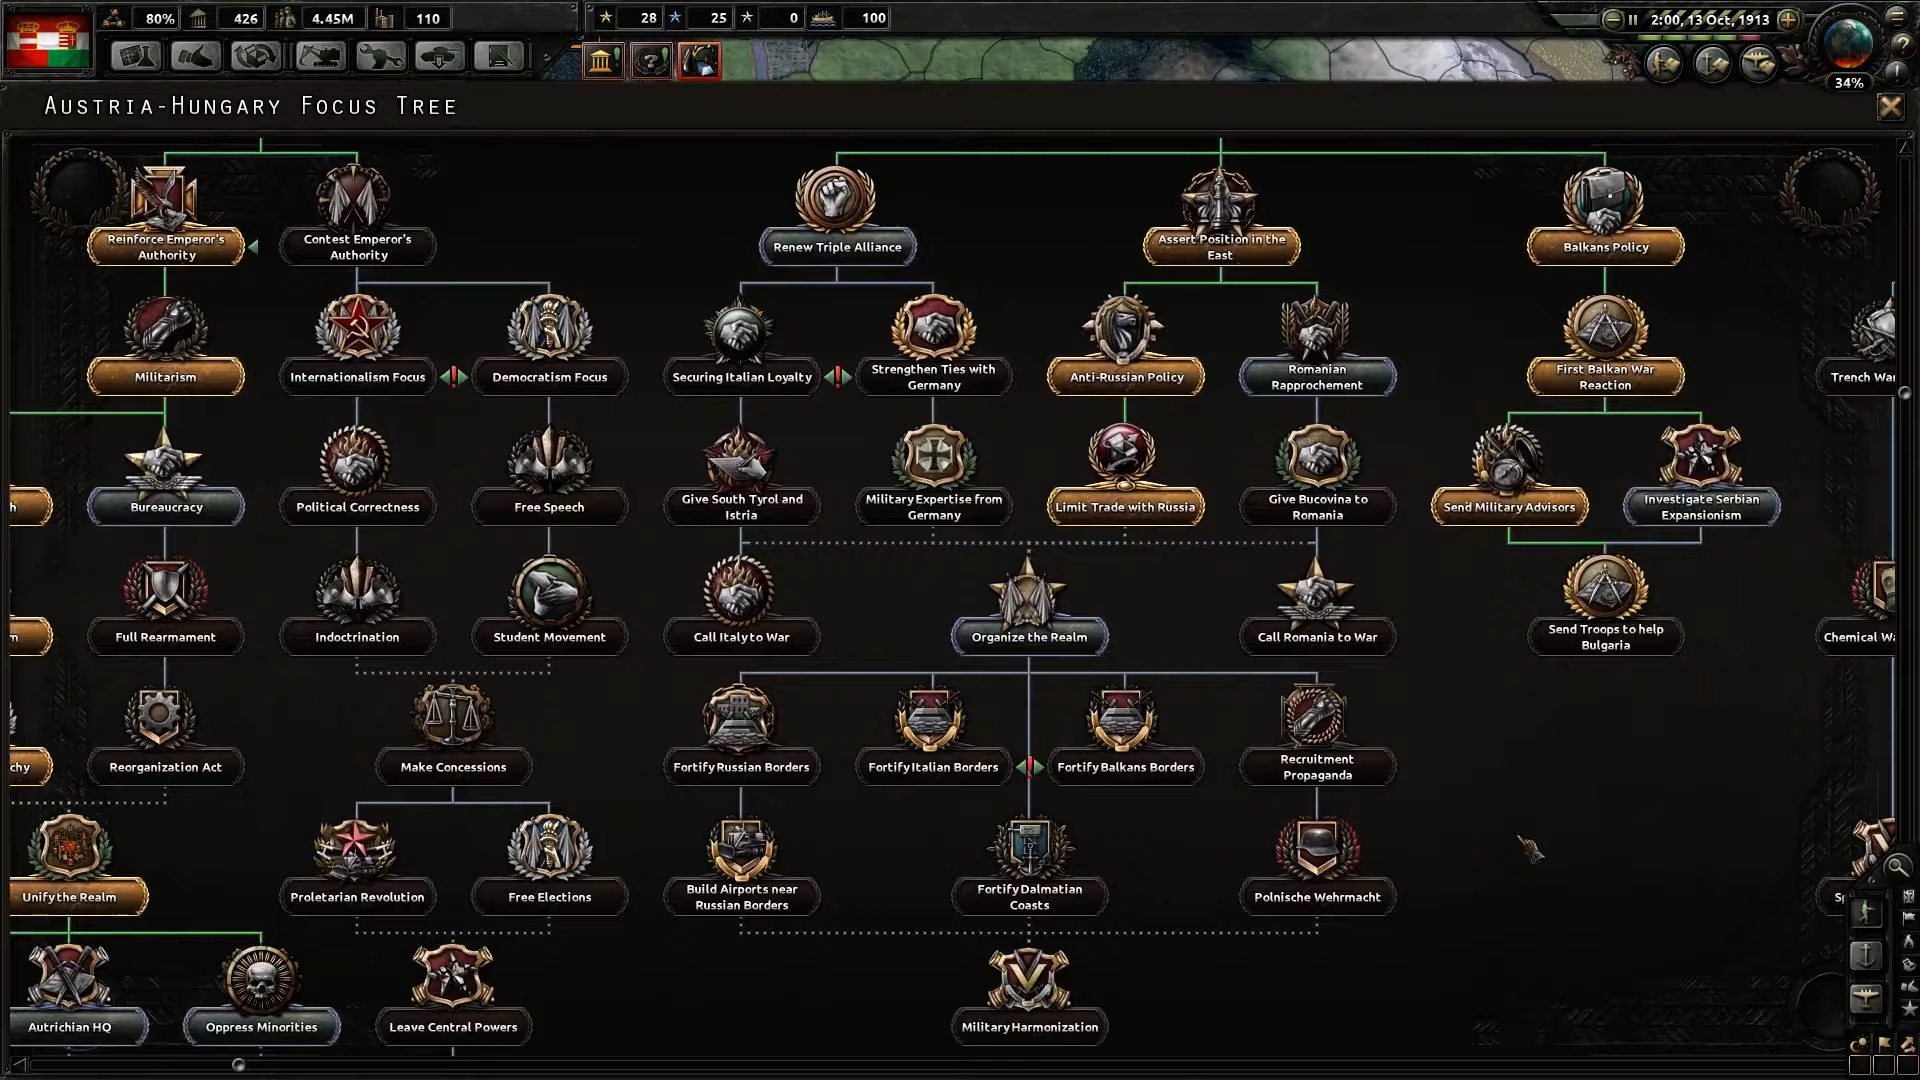 80% 426 4.45M 110 28 25 0 100 2:00, 13 Oct, 1913
34%
Austria-Hungary Focus Tree
Reinforce Emperor's
Authority
Contest Emperor's
Authority
Renew Triple Alliance
Assert Position in the
East
Balkans Policy
Militarism
Internationalism Focus
Democratism Focus
Securing Italian Loyalty
Strengthen Ties with
Germany
Anti-Russian Policy
Romanian
Rapprochement
First Balkan War
Reaction
Trench War
h
Bureaucracy
Political Correctness
Free Speech
Give South Tyrol and
Istria
Military Expertise from
Germany
Limit Trade with Russia
Give Bucovina to
Romania
Send Military Advisors
Investigate Serbian
Expansionism
m
Full Rearmament
Indoctrination
Student Movement
Call Italy to War
Organize the Realm
Call Romania to War
Send Troops to help
Bulgaria
Chemical Wa
chy
Reorganization Act
Make Concessions
Fortify Russian Borders
Fortify Italian Borders
Fortify Balkans Borders
Recruitment
Propaganda
Unify the Realm
Proletarian Revolution
Free Elections
Build Airports near
Russian Borders
Fortify Dalmatian
Coasts
Polnische Wehrmacht
Sp
Autrichian HQ
Oppress Minorities
Leave Central Powers
Military Harmonization